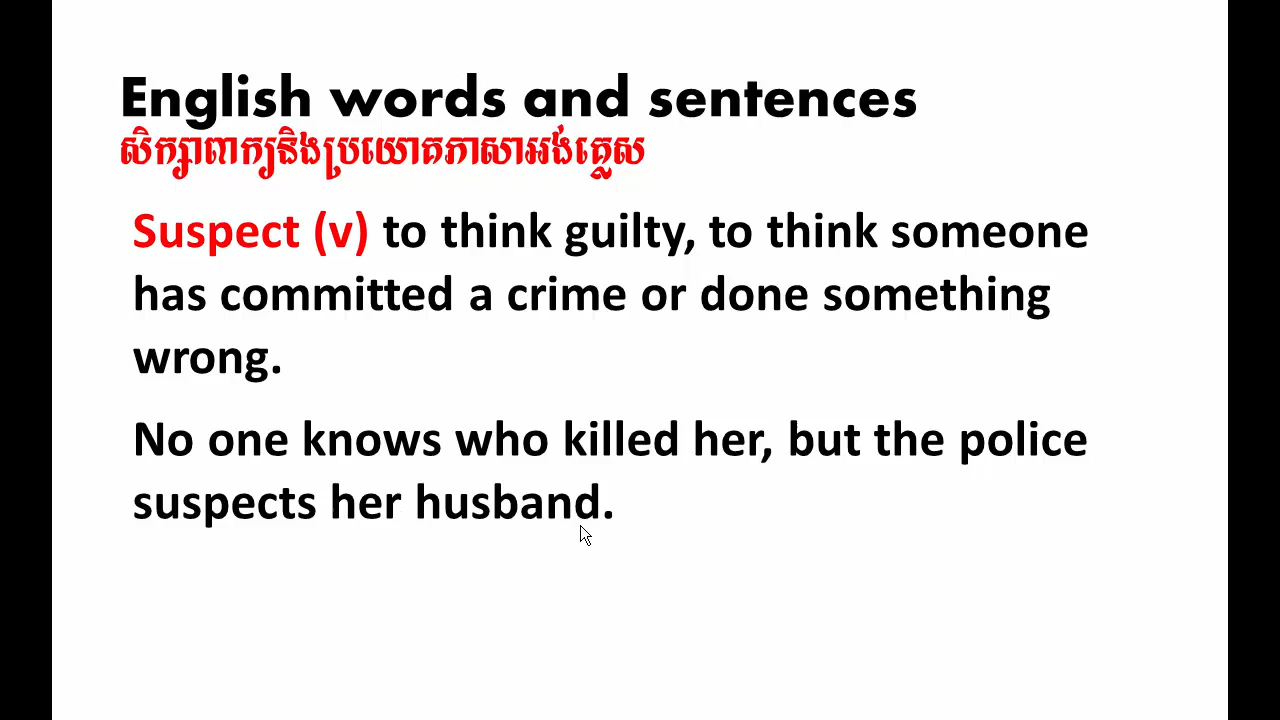 English words and sentences
សិក្សាពាក្យនិងប្រយោគភាសាអង់គ្លេស
Suspect (v) to think guilty, to think someone
has committed a crime or done something
wrong.
No one knows who killed her, but the police
suspects her husband.